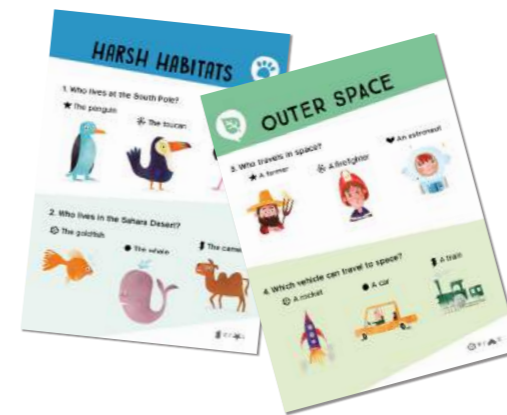 HARSH HABITATS
1. Who lives at the South Pole?
The penguin
The toucan
2. Who lives in the Sahara Desert?
The goldfish
The whale
The came
OUTER SPACE
3. Who travels in space?
A farmer
A firefighter
An astronaut
4. Which vehicle can travel to space?
A rocket
A car
A train